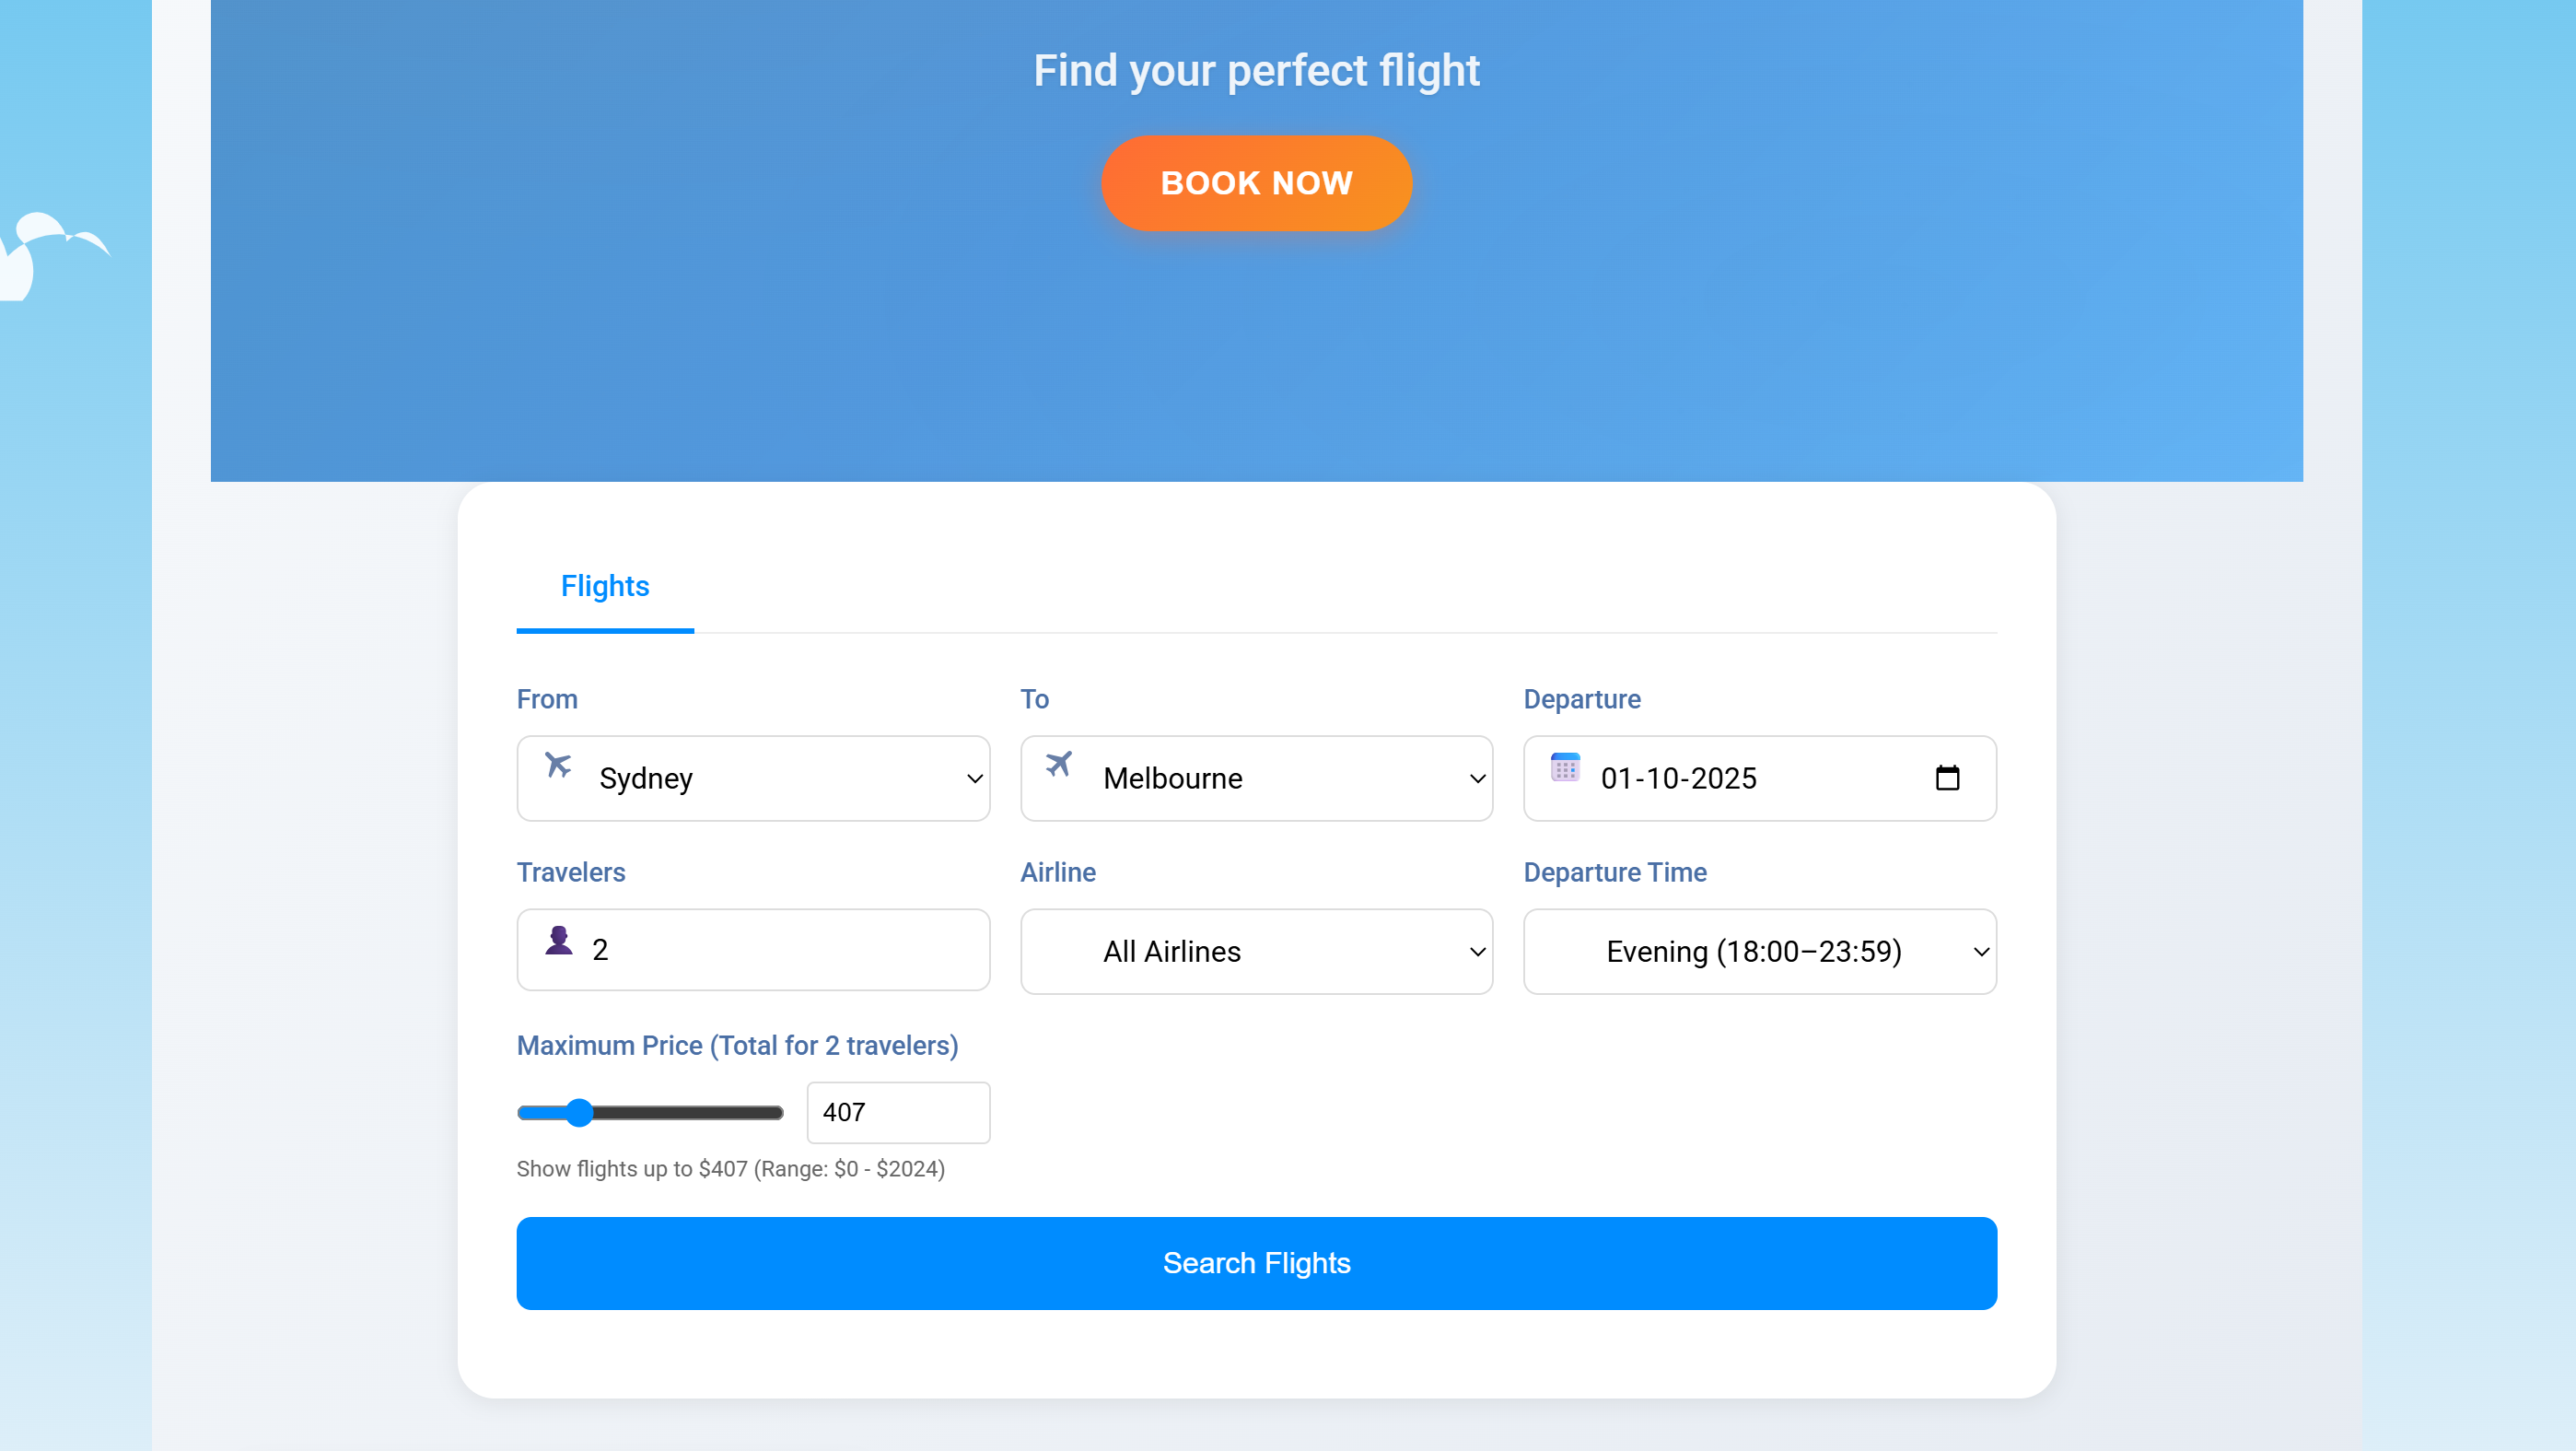 Find your perfect flight
BOOK NOW
Flights
From
To
Departure
Sydney
Melbourne
01-10-2025
Travelers
Airline
Departure Time
2
All Airlines
Evening (18:00–23:59)
Maximum Price (Total for 2 travelers)
407
Show flights up to $407 (Range: $0 - $2024)
Search Flights